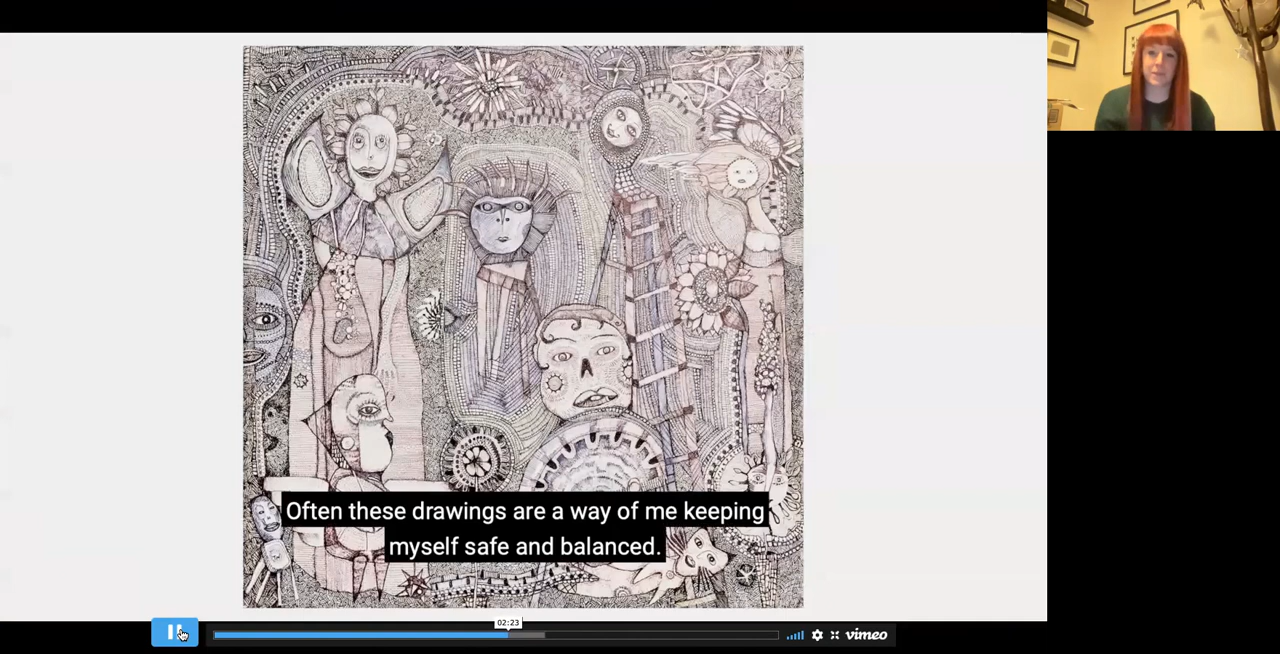 Often these drawings are a way of me keeping
myself safe and balanced.
02:23
vimeo